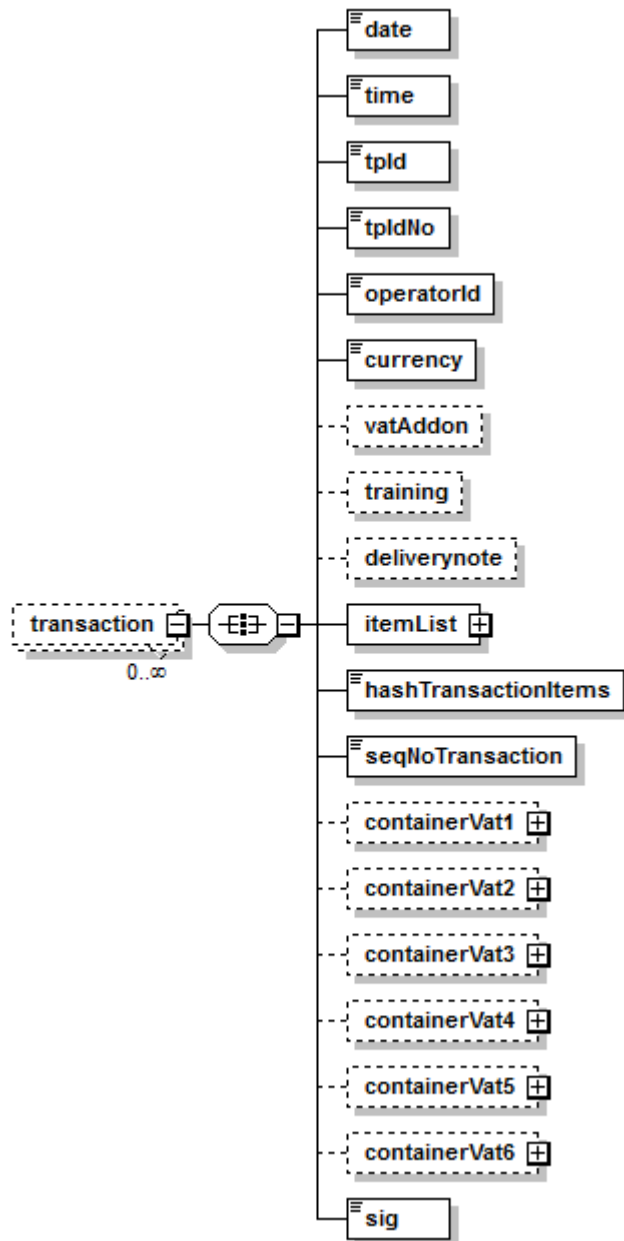 date
time
tpId
tpIdNo
operatorId
currency
vatAddon
training
deliverynote
transaction
itemList
0..∞
hashTransactionItems
seqNoTransaction
containerVat1
containerVat2
containerVat3
containerVat4
containerVat5
containerVat6
sig